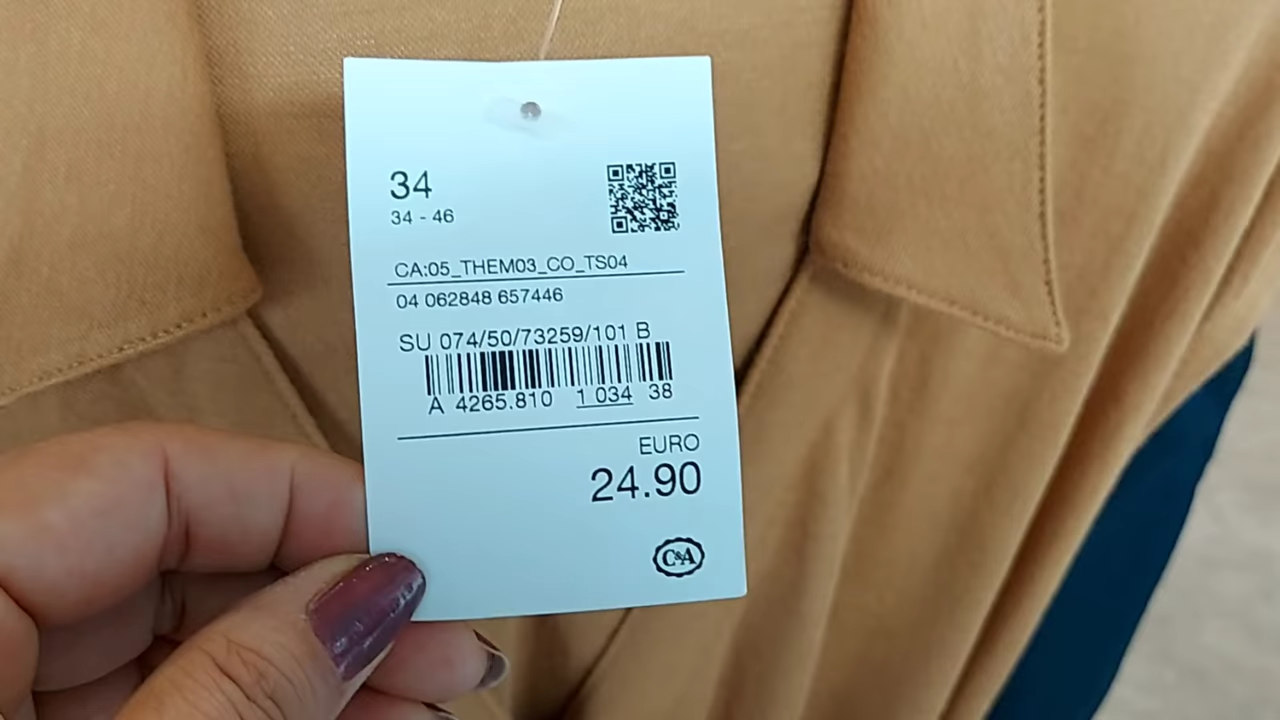 34
34 - 46
CA:05_THEM03_CO_TS04
04 062848 657446
SU 074/50/73259/101 B
A 4265.810 1 034 38
EURO
24.90
C&A